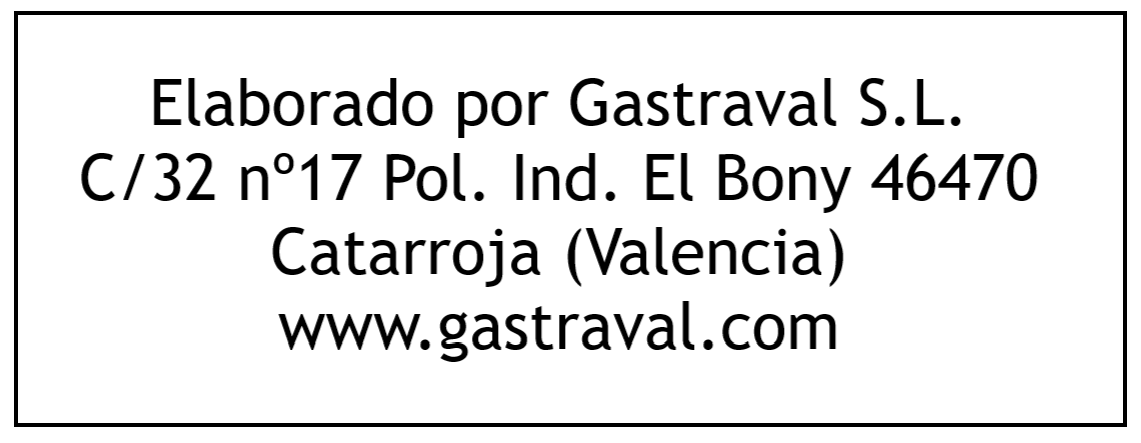 Elaborado por Gastraval S.L.
C/32 nº17 Pol. Ind. El Bony 46470
Catarroja (Valencia)
www.gastraval.com